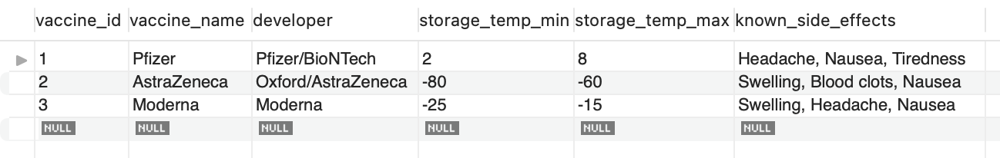 vaccine_id vaccine_name developer storage_temp_min storage_temp_max known_side_effects
1 Pfizer Pfizer/BioNTech 2 8 Headache, Nausea, Tiredness
2 AstraZeneca Oxford/AstraZeneca -80 -60 Swelling, Blood clots, Nausea
3 Moderna Moderna -25 -15 Swelling, Headache, Nausea
NULL NULL NULL NULL NULL NULL